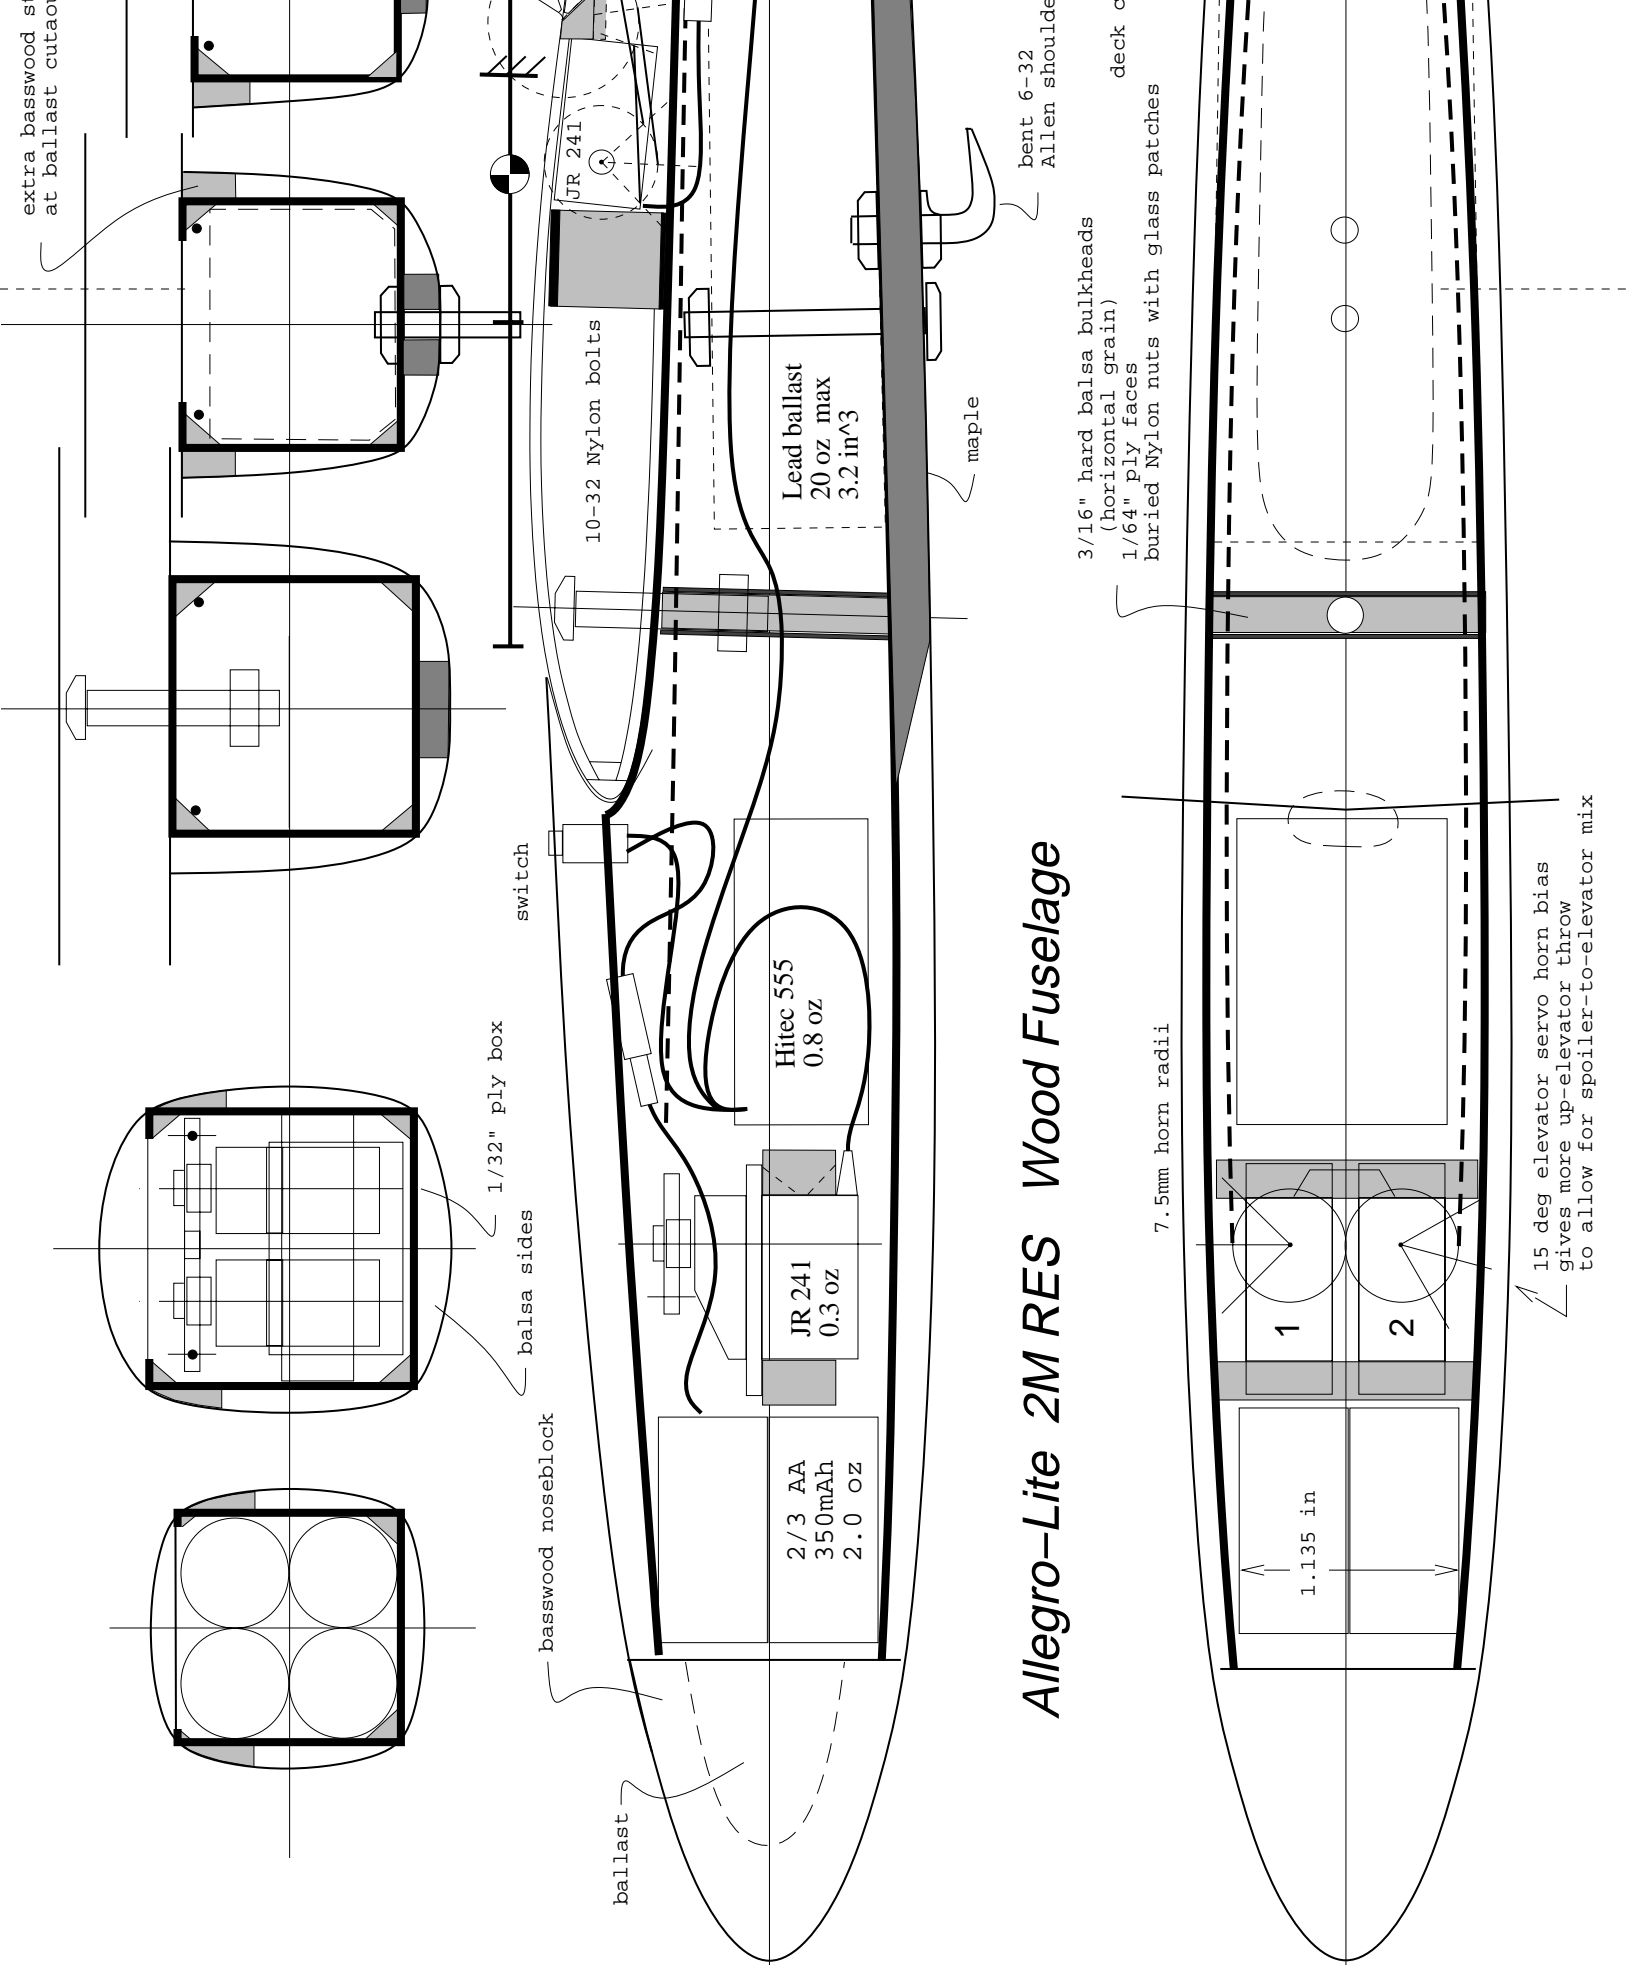 extra basswood
at ballast
JR 241
bent 6-32
Allen
deck
3/16" hard balsa bulkheads
(horizontal grain)
1/64" ply faces
buried Nylon nuts with glass patches
10-32 Nylon bolts
Lead ballast
20 oz max
3.2 in^3
maple
switch
Hitec 555
0.8 oz
1/32" ply box
balsa sides
JR 241
0.3 oz
basswood noseblock
2/3 AA
350mAh
2.0 oz
ballast
Allegro-Lite 2M RES Wood Fuselage
7.5mm horn radii
15 deg elevator servo horn bias
gives more up-elevator throw
to allow for spoiler-to-elevator mix
1
2
1.135 in